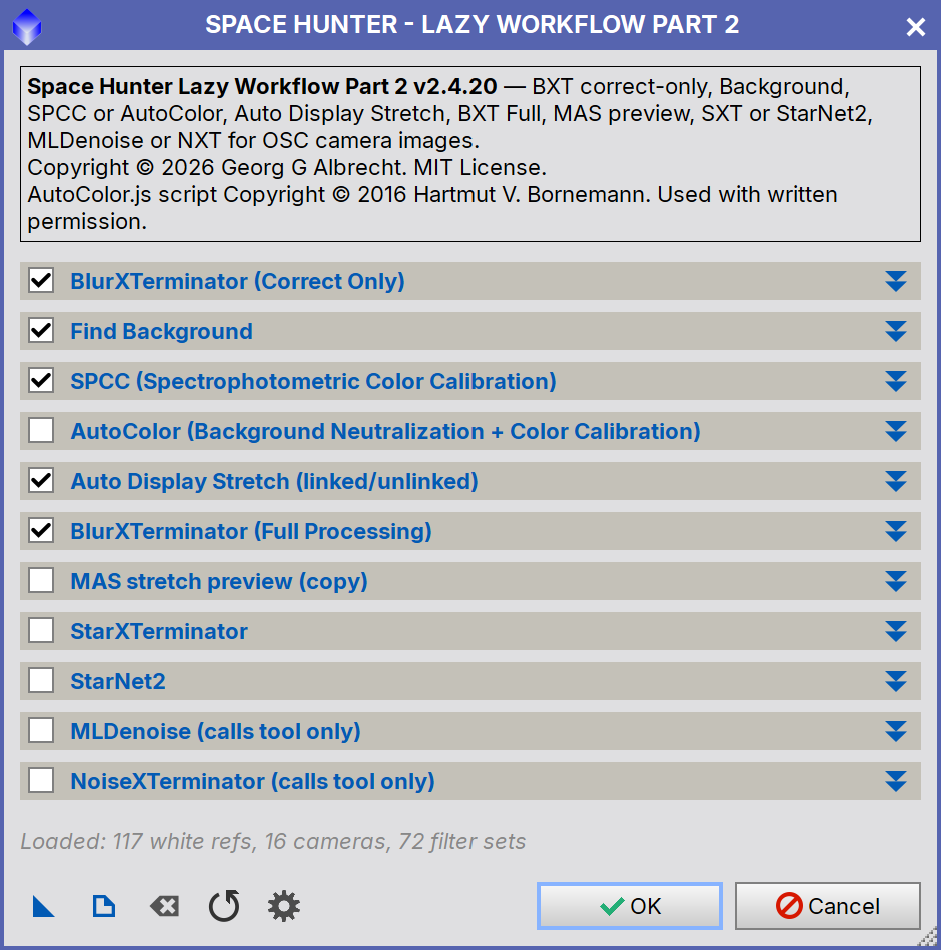 SPACE HUNTER - LAZY WORKFLOW PART 2
Space Hunter Lazy Workflow Part 2 v2.4.20 — BXT correct-only, Background,
SPCC or AutoColor, Auto Display Stretch, BXT Full, MAS preview, SXT or StarNet2,
MLDenoise or NXT for OSC camera images.
Copyright © 2026 Georg G Albrecht. MIT License.
AutoColor.js script Copyright © 2016 Hartmut V. Bornemann. Used with written
permission.
BlurXTerminator (Correct Only)
Find Background
SPCC (Spectrophotometric Color Calibration)
AutoColor (Background Neutralization + Color Calibration)
Auto Display Stretch (linked/unlinked)
BlurXTerminator (Full Processing)
MAS stretch preview (copy)
StarXTerminator
StarNet2
MLDenoise (calls tool only)
NoiseXTerminator (calls tool only)
Loaded: 117 white refs, 16 cameras, 72 filter sets
OK Cancel